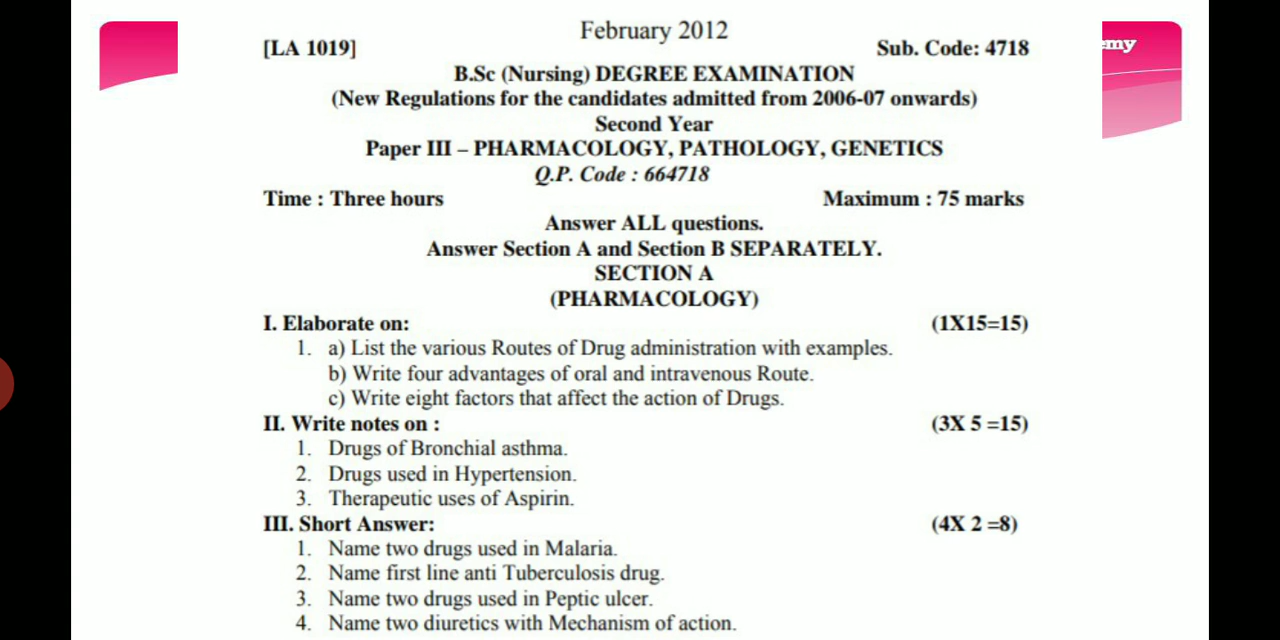 February 2012
[LA 1019] Sub. Code: 4718
B.Sc (Nursing) DEGREE EXAMINATION
(New Regulations for the candidates admitted from 2006-07 onwards)
Second Year
Paper III – PHARMACOLOGY, PATHOLOGY, GENETICS
Q.P. Code : 664718
Time : Three hours Maximum : 75 marks
Answer ALL questions.
Answer Section A and Section B SEPARATELY.
SECTION A
(PHARMACOLOGY)
I. Elaborate on: (1X15=15)
1. a) List the various Routes of Drug administration with examples.
b) Write four advantages of oral and intravenous Route.
c) Write eight factors that affect the action of Drugs.
II. Write notes on : (3X 5 =15)
1. Drugs of Bronchial asthma.
2. Drugs used in Hypertension.
3. Therapeutic uses of Aspirin.
III. Short Answer: (4X 2 =8)
1. Name two drugs used in Malaria.
2. Name first line anti Tuberculosis drug.
3. Name two drugs used in Peptic ulcer.
4. Name two diuretics with Mechanism of action.